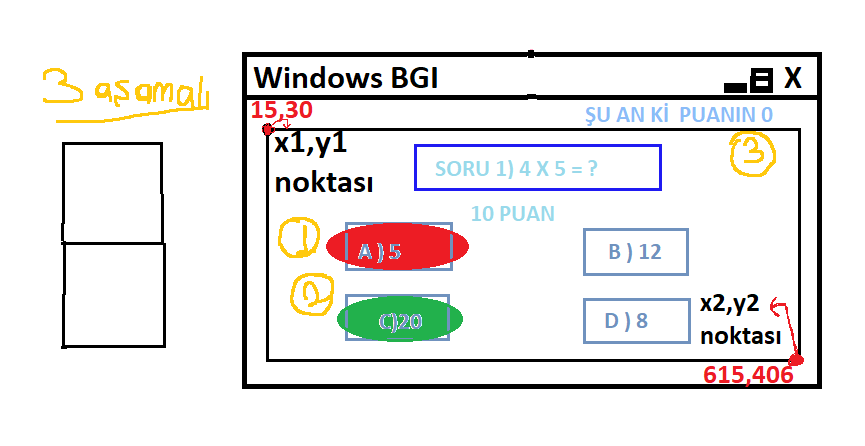 3 aşamalı
Windows BGI X
15,30
ŞU AN Kİ PUANIN 0
x1,y1
noktası
SORU 1) 4 X 5 = ?
3
10 PUAN
1
A ) 5
B ) 12
2
C)20
D ) 8
x2,y2
noktası
615,406